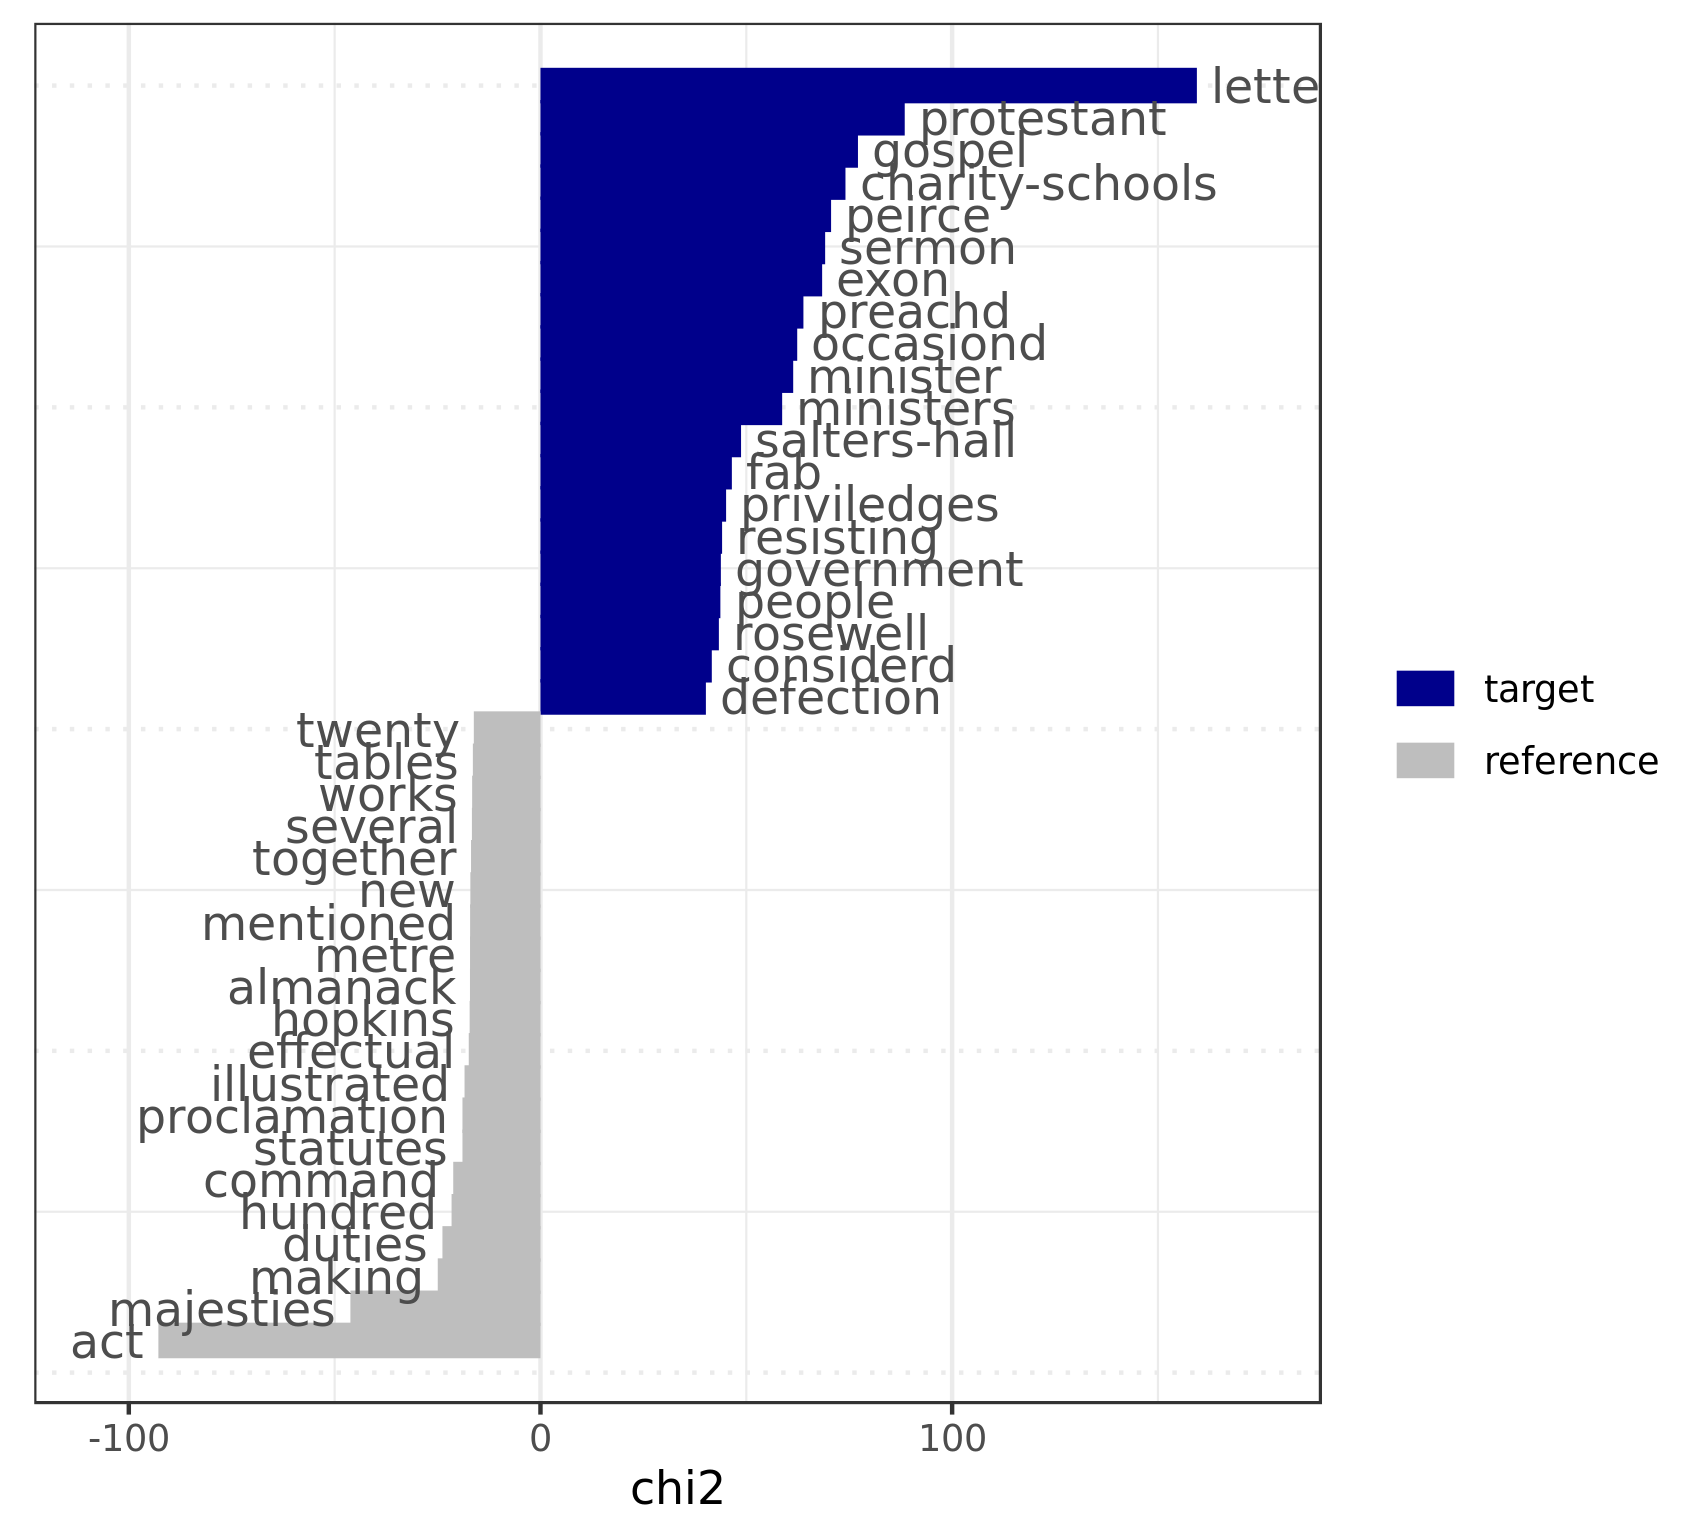 lette
protestant
gospel
charity-schools
peirce
sermon
exon
preachd
occasiond
minister
ministers
salters-hall
fab
priviledges
resisting
government
people
rosewell
considerd
defection
twenty
tables
works
several
together
new
mentioned
metre
almanack
hopkins
effectual
illustrated
proclamation
statutes
command
hundred
duties
making
majesties
act
-100
0
100
chi2
target
reference